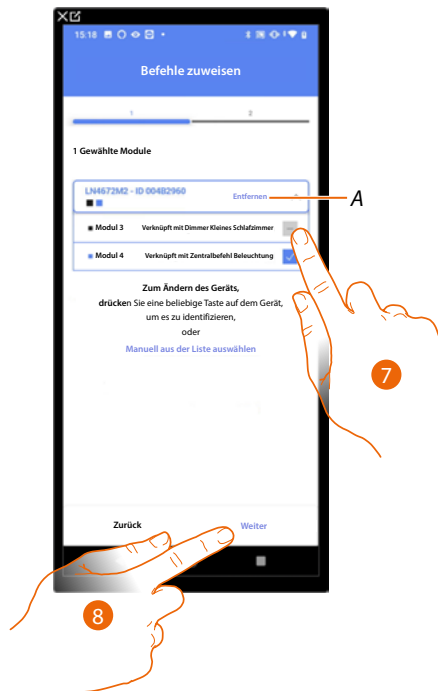 15:18
Befehle zuweisen
1 2
1 Gewählte Module
LN4672M2 - ID 004B2960
Entfernen
A
Modul 3 Verknüpft mit Dimmer Kleines Schlafzimmer
Modul 4 Verknüpft mit Zentralbefehl Beleuchtung
Zum Ändern des Geräts,
drücken Sie eine beliebige Taste auf dem Gerät,
um es zu identifizieren,
oder
Manuell aus der Liste auswählen
7
Zurück Weiter
8